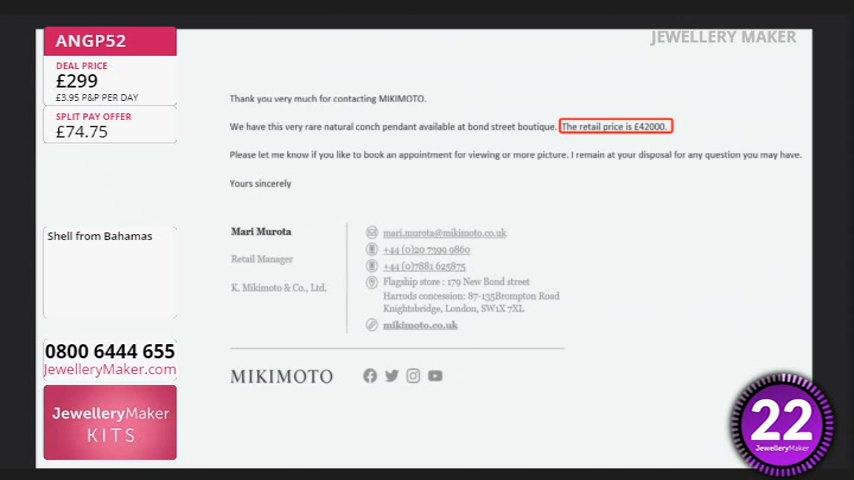 ANGP52
DEAL PRICE
£299
£3.95 P&P PER DAY
SPLIT PAY OFFER
£74.75
Shell from Bahamas
0800 6444 655
JewelleryMaker.com
JewelleryMaker
KITS
JEWELLERY MAKER
Thank you very much for contacting MIKIMOTO.
We have this very rare natural conch pendant available at bond street boutique. The retail price is £42000.
Please let me know if you like to book an appointment for viewing or more picture. I remain at your disposal for any question you may have.
Yours sincerely
Mari Murota
Retail Manager
K. Mikimoto & Co., Ltd.
mari.murota@mikimoto.co.uk
+44 (0)20 7399 9860
+44 (0)7881 625875
Flagship store : 179 New Bond street
Harrods concession: 87-135Brompton Road
Knightsbridge, London, SW1X 7XL
mikimoto.co.uk
MIKIMOTO
22
JewelleryMaker